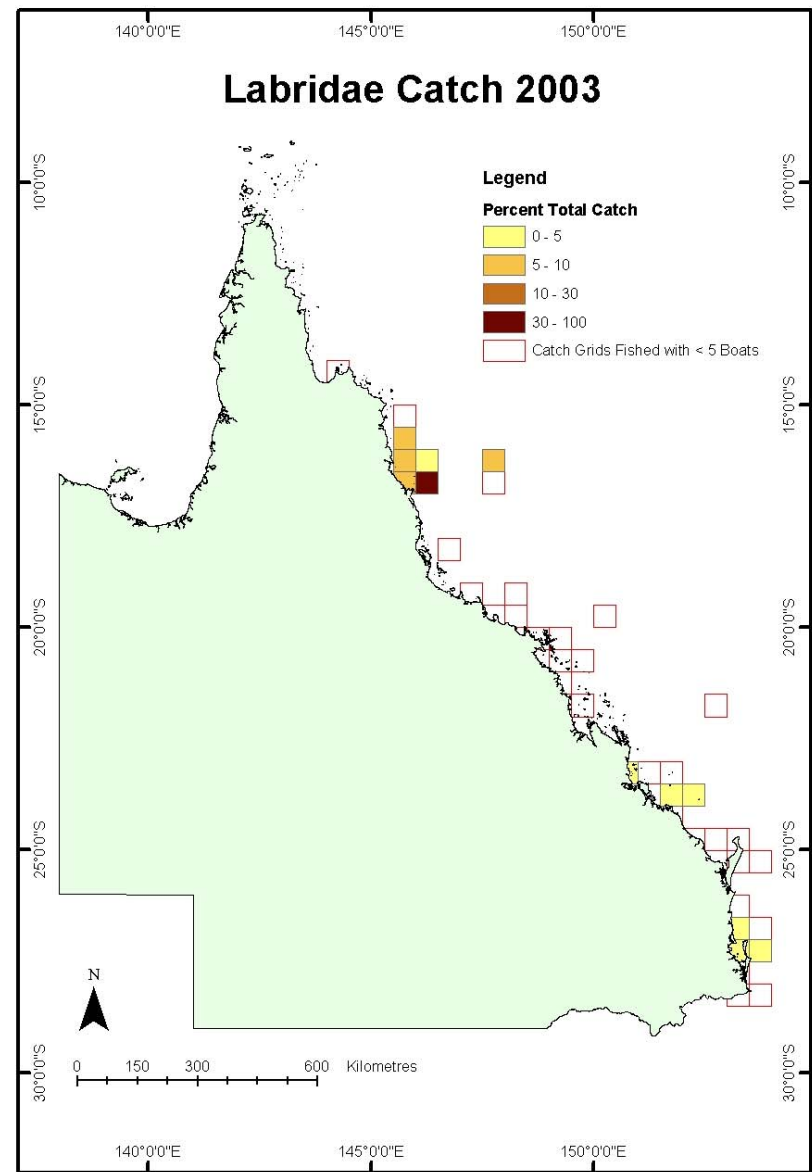 140°0'0"E 145°0'0"E 150°0'0"E
Labridae Catch 2003
10°0'0"S 10°0'0"S
Legend
Percent Total Catch
0 - 5
5 - 10
10 - 30
30 - 100
Catch Grids Fished with < 5 Boats
15°0'0"S 15°0'0"S
20°0'0"S 20°0'0"S
25°0'0"S 25°0'0"S
N
0 150 300 600 Kilometres
30°0'0"S 30°0'0"S
140°0'0"E 145°0'0"E 150°0'0"E